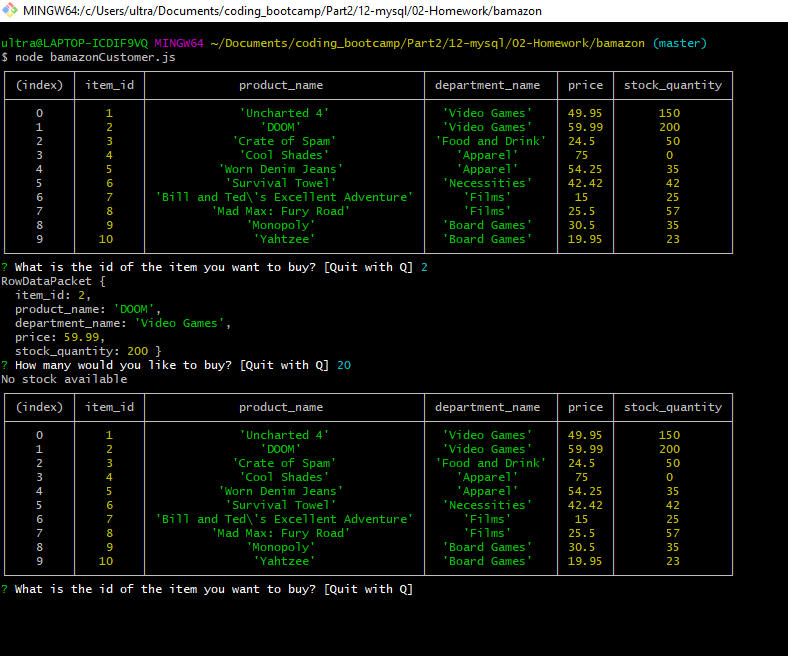 MINGW64:/c/Users/ultra/Documents/coding_bootcamp/Part2/12-mysql/02-Homework/bamazon
ultra@LAPTOP-ICDIF9VQ MINGW64 ~/Documents/coding_bootcamp/Part2/12-mysql/02-Homework/bamazon (master)
$ node bamazonCustomer.js
(index) item_id product_name department_name price stock_quantity
0 1 'Uncharted 4' 'Video Games' 49.95 150
1 2 'DOOM' 'Video Games' 59.99 200
2 3 'Crate of Spam' 'Food and Drink' 24.5 50
3 4 'Cool Shades' 'Apparel' 75 0
4 5 'Worn Denim Jeans' 'Apparel' 54.25 35
5 6 'Survival Towel' 'Necessities' 42.42 42
6 7 'Bill and Ted\'s Excellent Adventure' 'Films' 15 25
7 8 'Mad Max: Fury Road' 'Films' 25.5 57
8 9 'Monopoly' 'Board Games' 30.5 35
9 10 'Yahtzee' 'Board Games' 19.95 23
? What is the id of the item you want to buy? [Quit with Q] 2
RowDataPacket {
item_id: 2,
product_name: 'DOOM',
department_name: 'Video Games',
price: 59.99,
stock_quantity: 200 }
? How many would you like to buy? [Quit with Q] 20
No stock available
(index) item_id product_name department_name price stock_quantity
0 1 'Uncharted 4' 'Video Games' 49.95 150
1 2 'DOOM' 'Video Games' 59.99 200
2 3 'Crate of Spam' 'Food and Drink' 24.5 50
3 4 'Cool Shades' 'Apparel' 75 0
4 5 'Worn Denim Jeans' 'Apparel' 54.25 35
5 6 'Survival Towel' 'Necessities' 42.42 42
6 7 'Bill and Ted\'s Excellent Adventure' 'Films' 15 25
7 8 'Mad Max: Fury Road' 'Films' 25.5 57
8 9 'Monopoly' 'Board Games' 30.5 35
9 10 'Yahtzee' 'Board Games' 19.95 23
? What is the id of the item you want to buy? [Quit with Q]